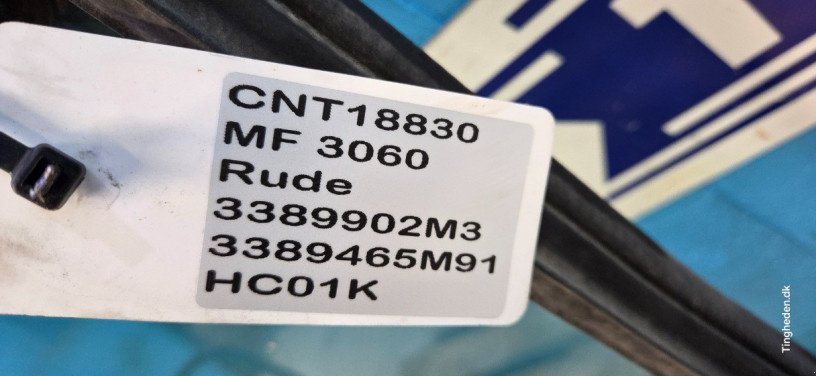 CNT18830
MF 3060
Rude
3389902M3
3389465M91
HC01K
Tingheden.dk